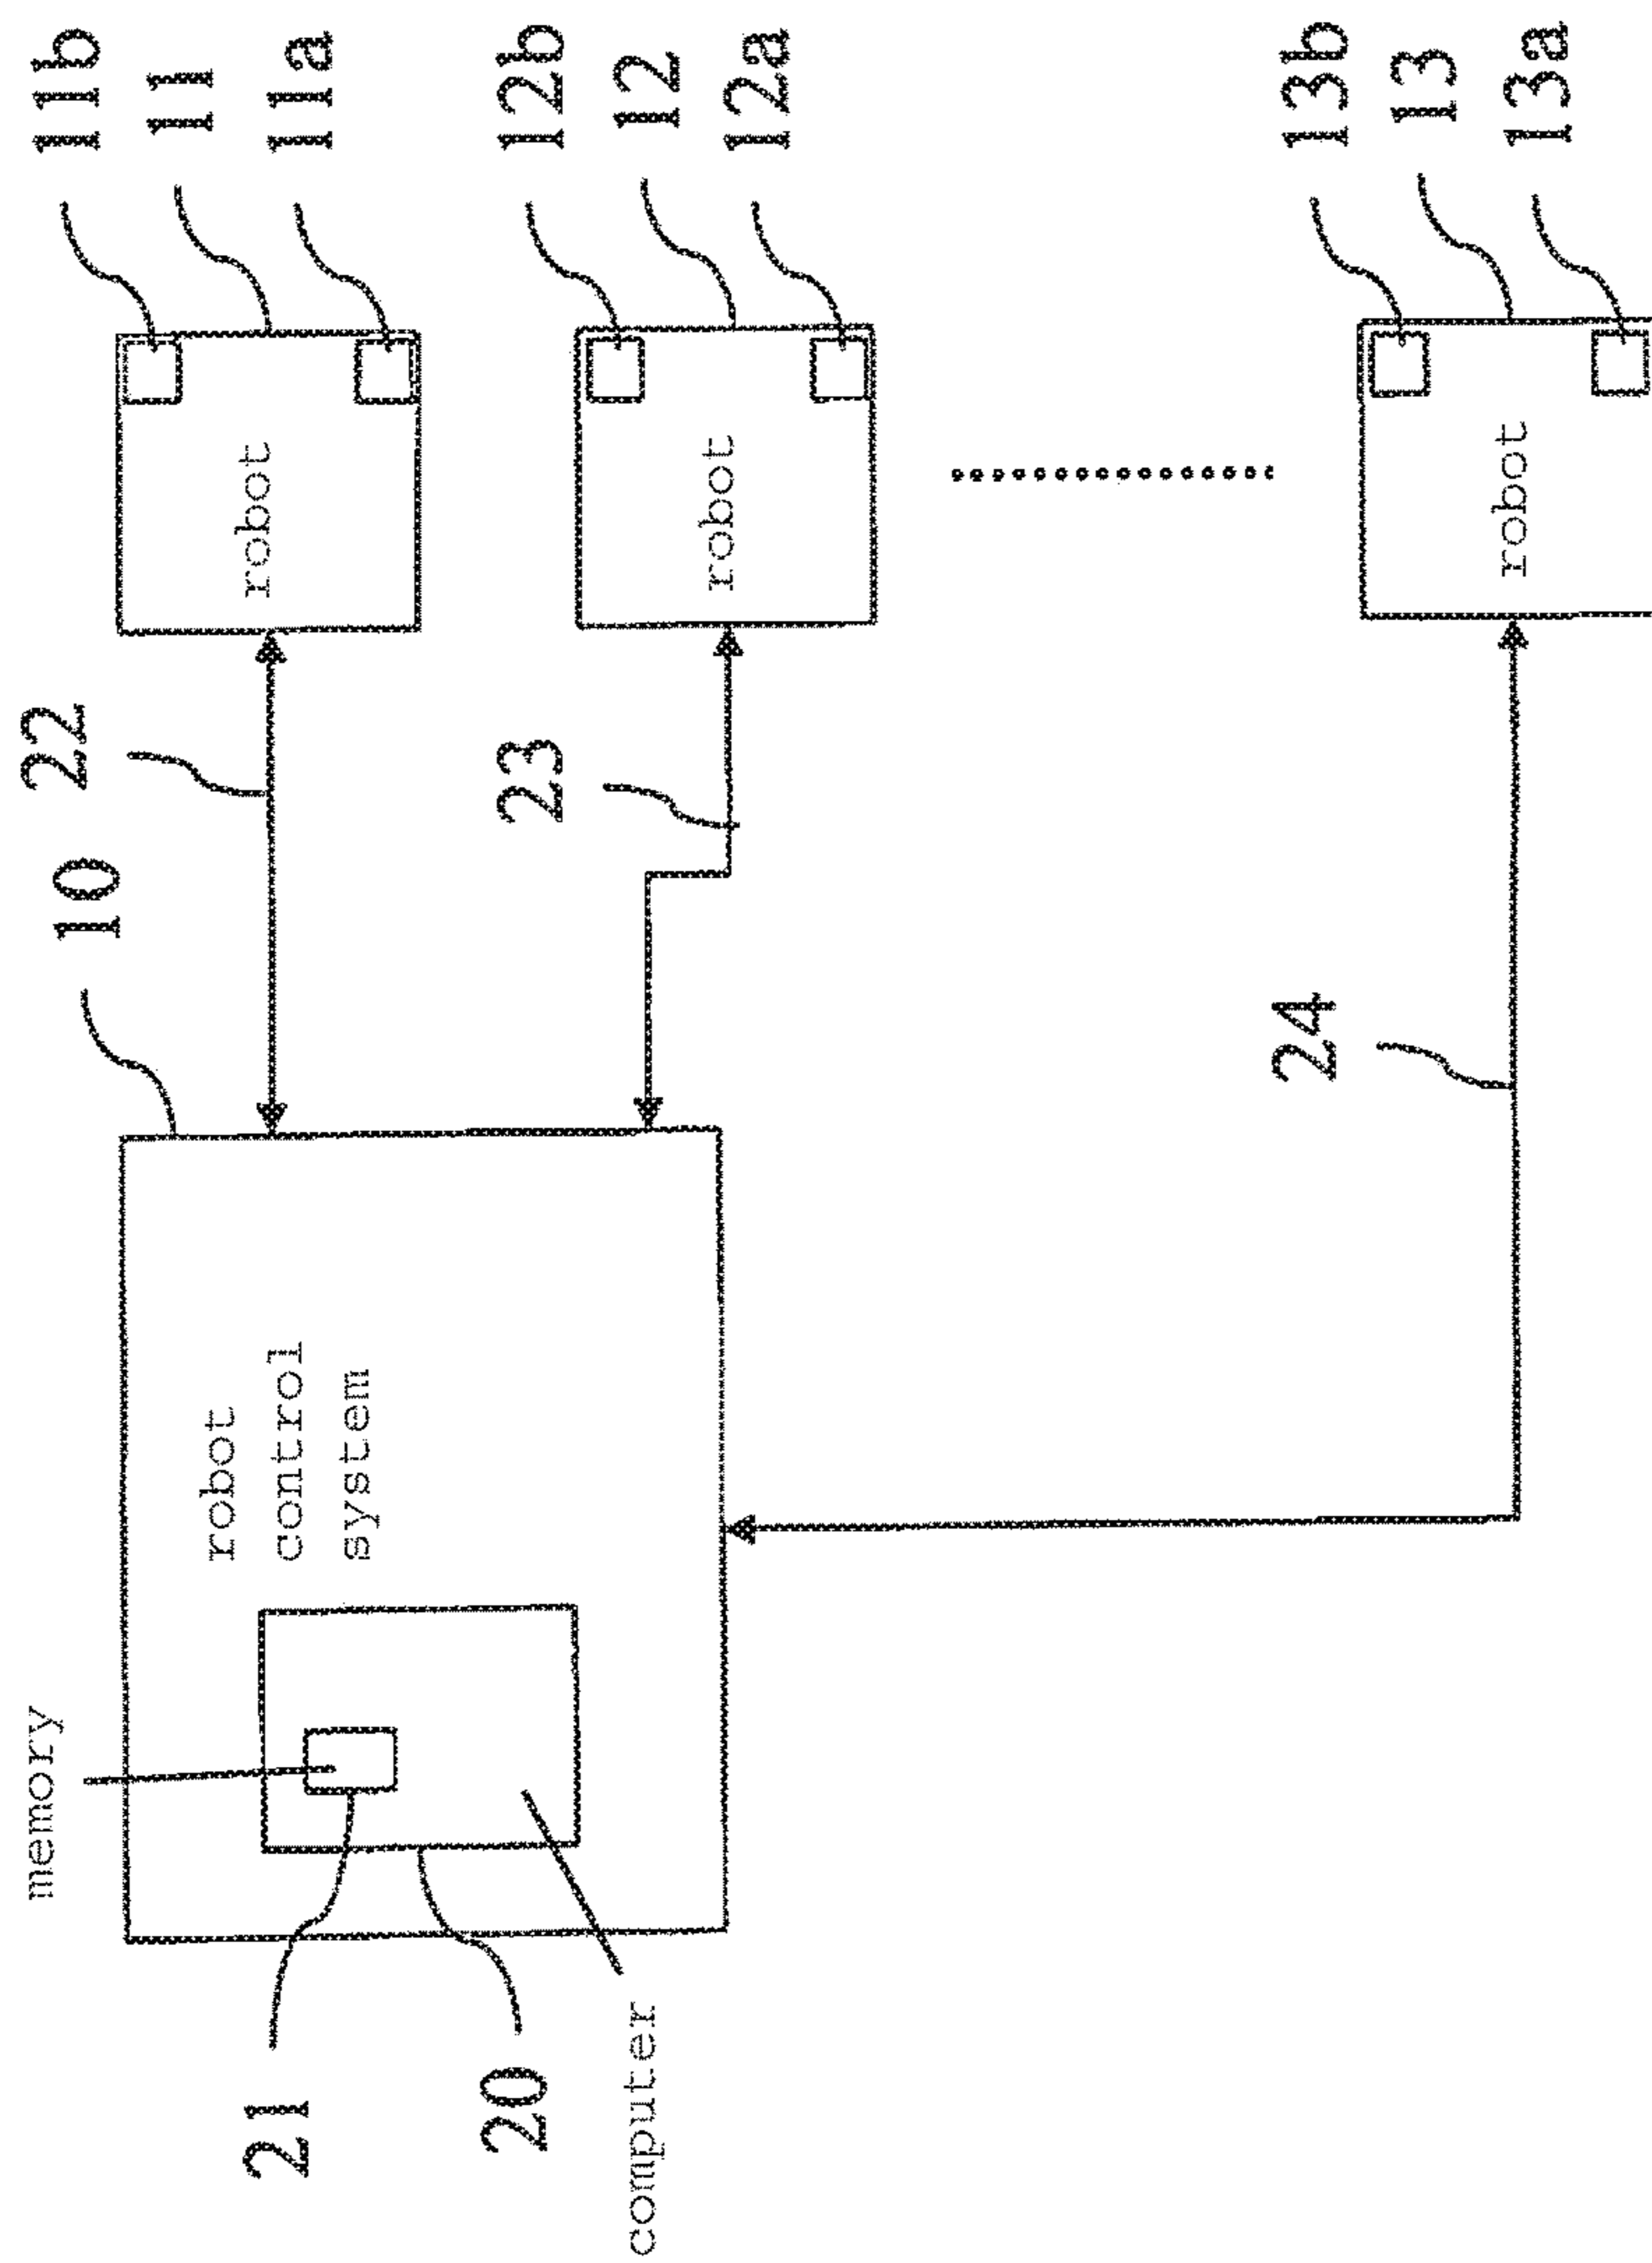 memory
10
22
11b
11
11a
robot
control
system
robot
21
20
23
12b
12
computer
robot
12a
24
13b
13
robot
13a